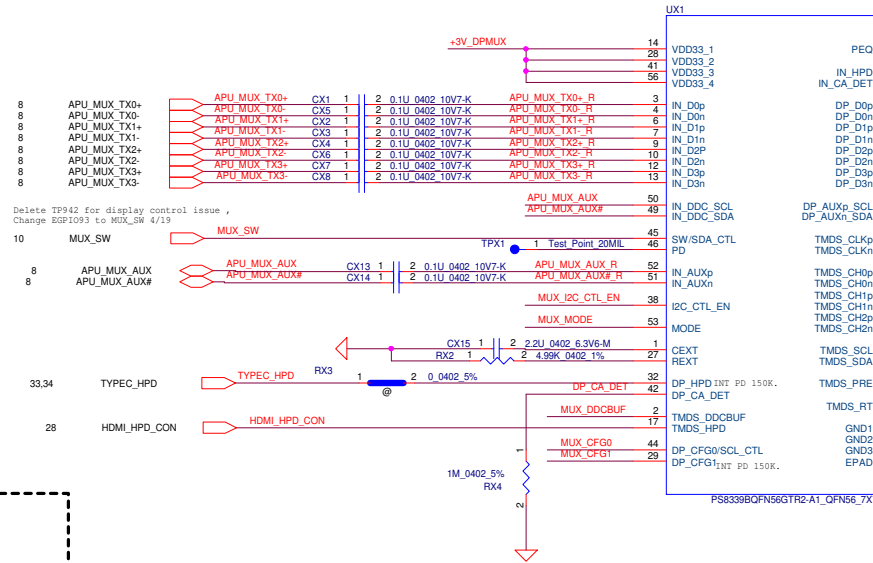 UX1
+3V_DPMUX 14 VDD33_1 PEQ
28 VDD33_2
41 VDD33_3 IN_HPD
56 VDD33_4 IN_CA_DET
8 APU_MUX_TX0+ APU_MUX_TX0+ CX1 1 2 0.1U_0402_10V7-K APU_MUX_TX0+_R 3 IN_D0p DP_D0p
8 APU_MUX_TX0- APU_MUX_TX0- CX5 1 2 0.1U_0402_10V7-K APU_MUX_TX0-_R 4 IN_D0n DP_D0n
8 APU_MUX_TX1+ APU_MUX_TX1+ CX2 1 2 0.1U_0402_10V7-K APU_MUX_TX1+_R 6 IN_D1p DP_D1p
8 APU_MUX_TX1- APU_MUX_TX1- CX3 1 2 0.1U_0402_10V7-K APU_MUX_TX1-_R 7 IN_D1n DP_D1n
8 APU_MUX_TX2+ APU_MUX_TX2+ CX4 1 2 0.1U_0402_10V7-K APU_MUX_TX2+_R 9 IN_D2P DP_D2p
8 APU_MUX_TX2- APU_MUX_TX2- CX6 1 2 0.1U_0402_10V7-K APU_MUX_TX2-_R 10 IN_D2n DP_D2n
8 APU_MUX_TX3+ APU_MUX_TX3+ CX7 1 2 0.1U_0402_10V7-K APU_MUX_TX3+_R 12 IN_D3p DP_D3p
8 APU_MUX_TX3- APU_MUX_TX3- CX8 1 2 0.1U_0402_10V7-K APU_MUX_TX3-_R 13 IN_D3n DP_D3n
APU_MUX_AUX 50 IN_DDC_SCL DP_AUXp_SCL
APU_MUX_AUX# 49 IN_DDC_SDA DP_AUXn_SDA
Delete TP942 for display control issue ,
Change EGPIO93 to MUX_SW 4/19
10 MUX_SW MUX_SW 45 SW/SDA_CTL TMDS_CLKp
TPX1 1 Test_Point_20MIL 46 PD TMDS_CLKn
8 APU_MUX_AUX APU_MUX_AUX CX13 1 2 0.1U_0402_10V7-K APU_MUX_AUX_R 52 IN_AUXp TMDS_CH0p
8 APU_MUX_AUX# APU_MUX_AUX# CX14 1 2 0.1U_0402_10V7-K APU_MUX_AUX#_R 51 IN_AUXn TMDS_CH0n
TMDS_CH1p
MUX_I2C_CTL_EN 38 I2C_CTL_EN TMDS_CH1n
TMDS_CH2p
MUX_MODE 53 MODE TMDS_CH2n
CX15 1 2 2.2U_0402_6.3V6-M 1 CEXT TMDS_SCL
RX2 1 2 4.99K_0402_1% 27 REXT TMDS_SDA
33,34 TYPEC_HPD TYPEC_HPD RX3 1 2 0_0402_5% @ 32 DP_HPD INT PD 150K. TMDS_PRE
DP_CA_DET 42 DP_CA_DET
TMDS_RT
MUX_DDCBUF 2 TMDS_DDCBUF
28 HDMI_HPD_CON HDMI_HPD_CON 17 TMDS_HPD GND1
GND2
MUX_CFG0 44 DP_CFG0/SCL_CTL GND3
MUX_CFG1 29 DP_CFG1 INT PD 150K. EPAD
1
1M_0402_5%
RX4
2
PS8339BQFN56GTR2-A1_QFN56_7X